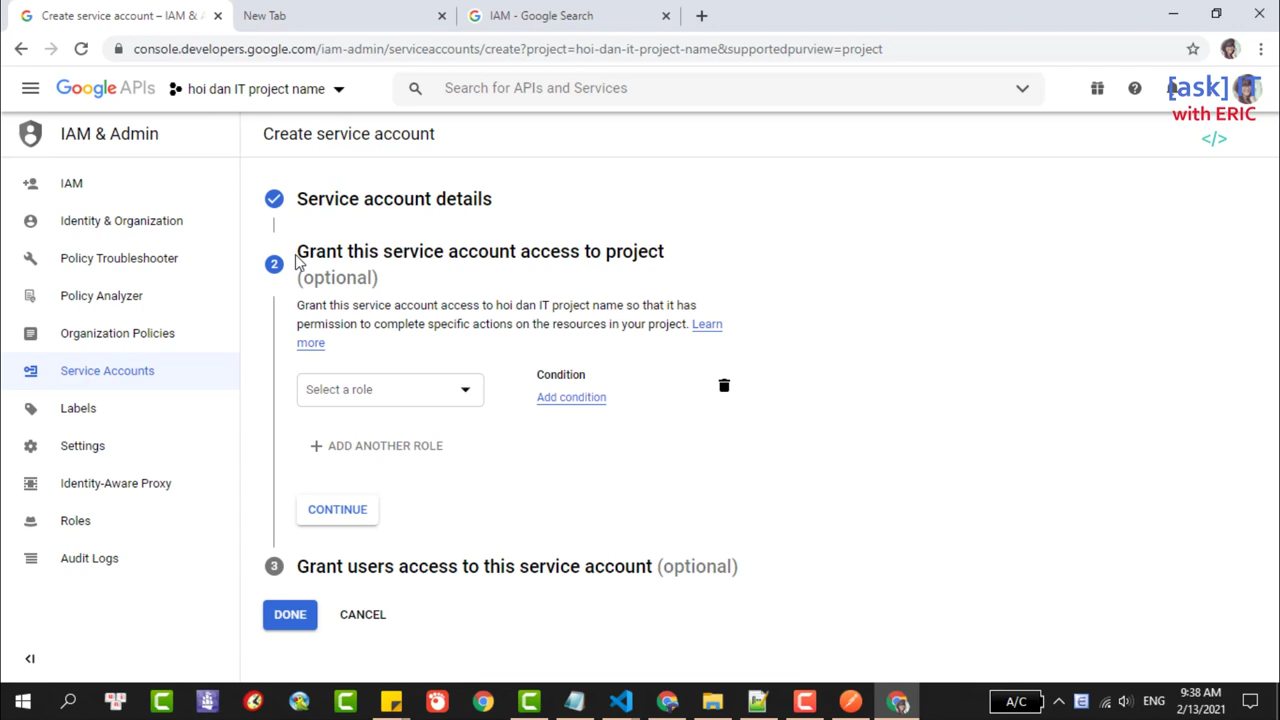 Create service account – IAM & A
New Tab
IAM - Google Search
console.developers.google.com/iam-admin/serviceaccounts/create?project=hoi-dan-it-project-name&supportedpurview=project
Google APIs
hoi dan IT project name
Search for APIs and Services
[ask] IT
with ERIC
</>
IAM & Admin
Create service account
IAM
Identity & Organization
Policy Troubleshooter
Policy Analyzer
Organization Policies
Service Accounts
Labels
Settings
Identity-Aware Proxy
Roles
Audit Logs
Service account details
2
Grant this service account access to project
(optional)
Grant this service account access to hoi dan IT project name so that it has
permission to complete specific actions on the resources in your project. Learn
more
Select a role
Condition
Add condition
ADD ANOTHER ROLE
CONTINUE
3
Grant users access to this service account (optional)
DONE
CANCEL
A/C
ENG
9:38 AM
2/13/2021